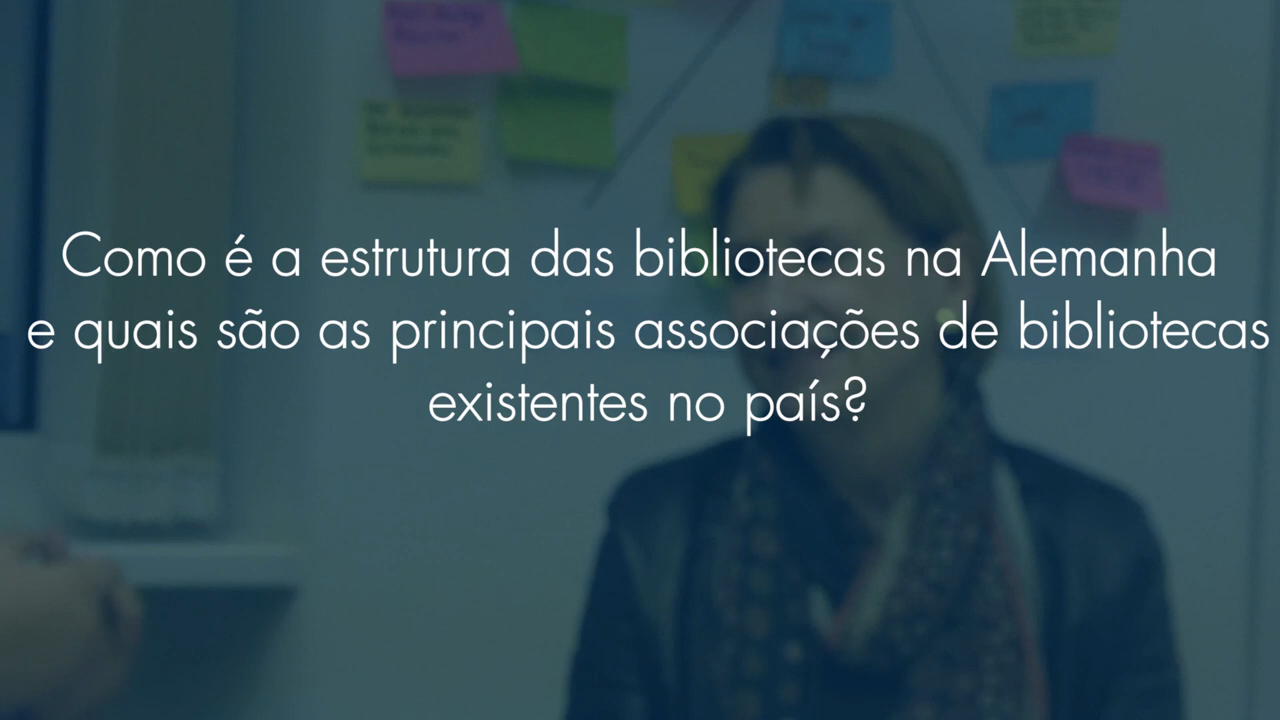 Como é a estrutura das bibliotecas na Alemanha
e quais são as principais associações de bibliotecas
existentes no país?